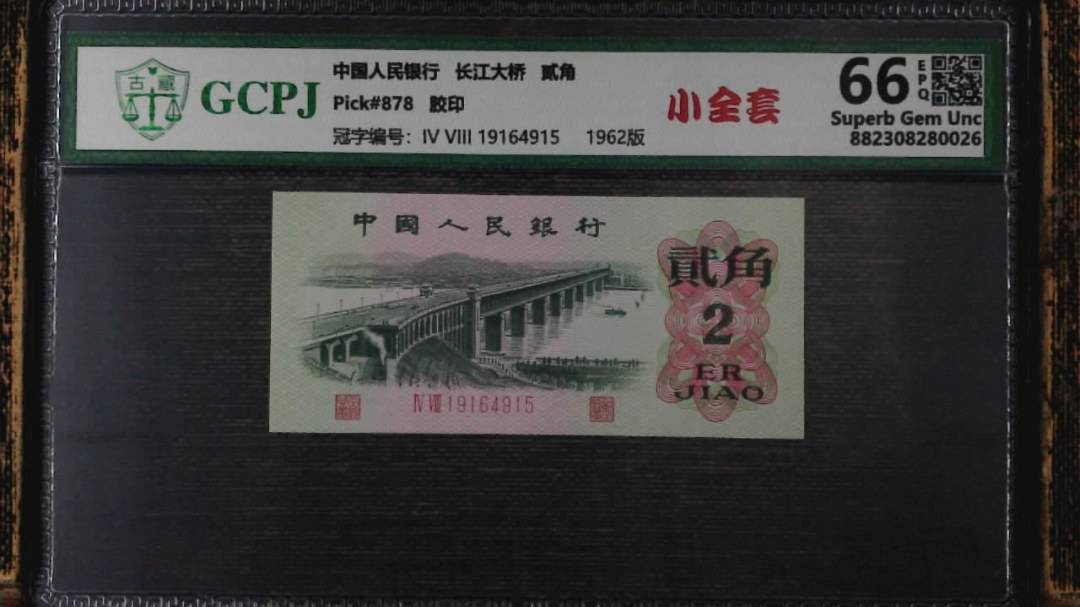 古藏
GCPJ
中国人民银行 长江大桥 贰角
Pick#878 胶印
冠字编号：Ⅳ Ⅷ 19164915 1962版
小全套
66 EPQ
Superb Gem Unc
882308280026
中國人民銀行
貳角
2
ER
JIAO
Ⅳ Ⅷ 19164915